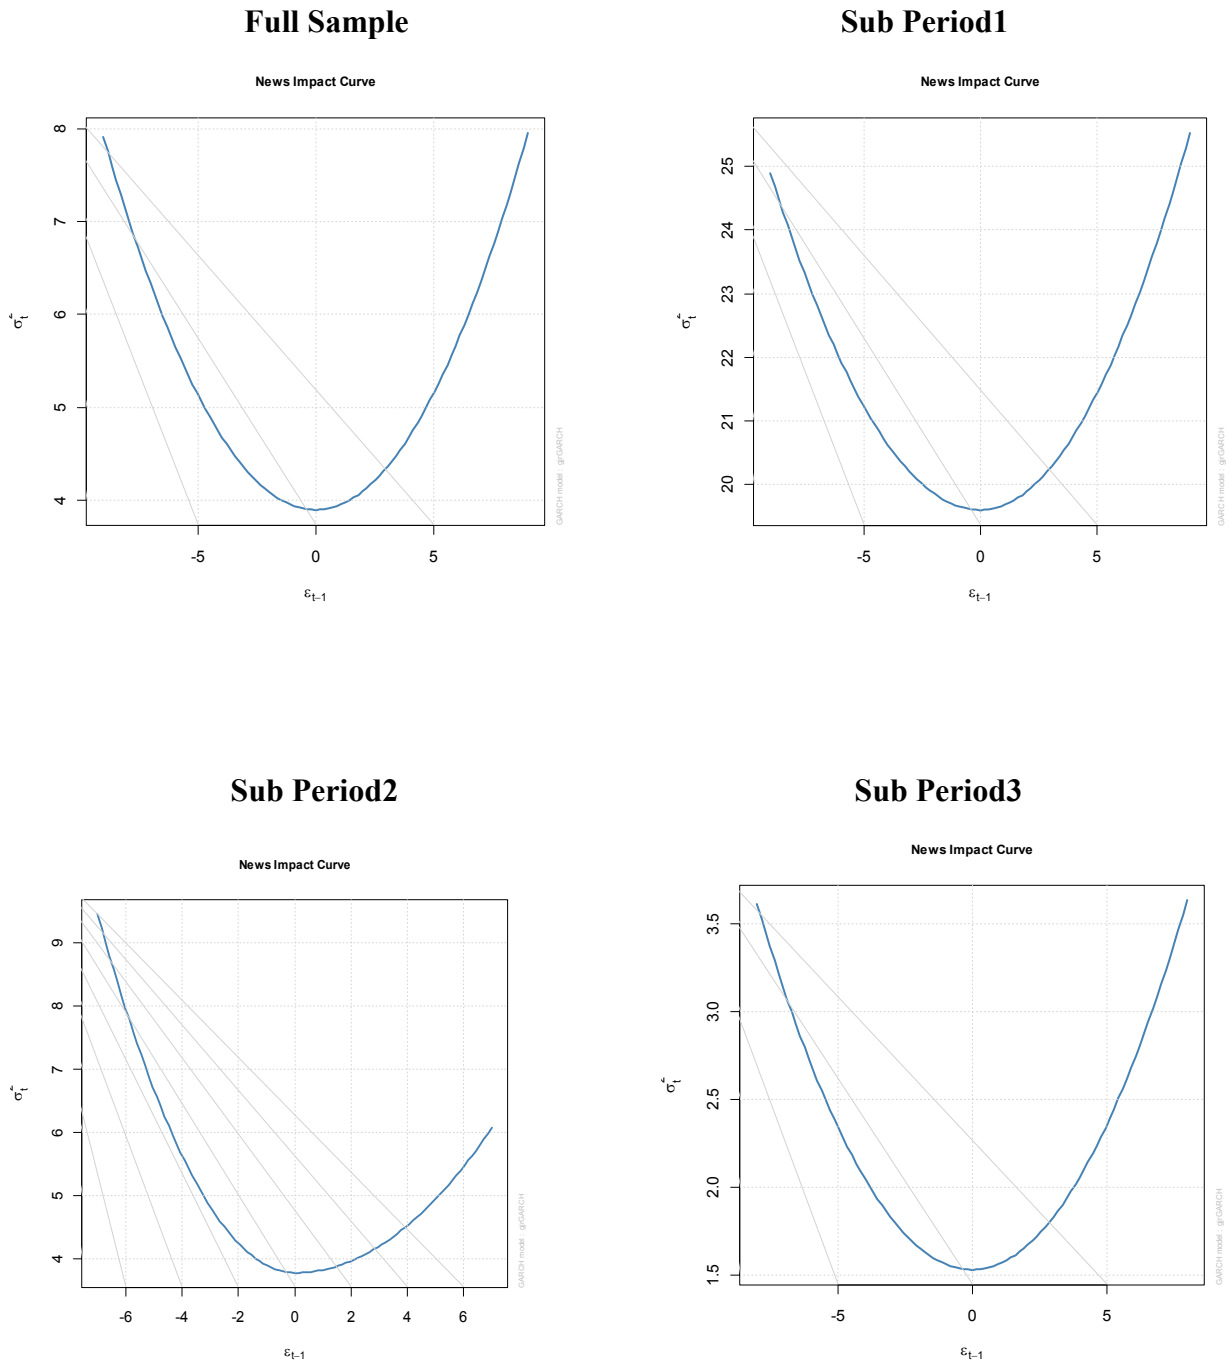 Full Sample
Sub Period1
News Impact Curve
News Impact Curve
8
7
6
5
4
σ²t
-5 0 5
εt−1
GARCH model : gjrGARCH
25
24
23
22
21
20
σ²t
-5 0 5
εt−1
GARCH model : gjrGARCH
Sub Period2
Sub Period3
News Impact Curve
News Impact Curve
9
8
7
6
5
4
σ²t
-6 -4 -2 0 2 4 6
εt−1
GARCH model : gjrGARCH
3.5
3.0
2.5
2.0
1.5
σ²t
-5 0 5
εt−1
GARCH model : gjrGARCH